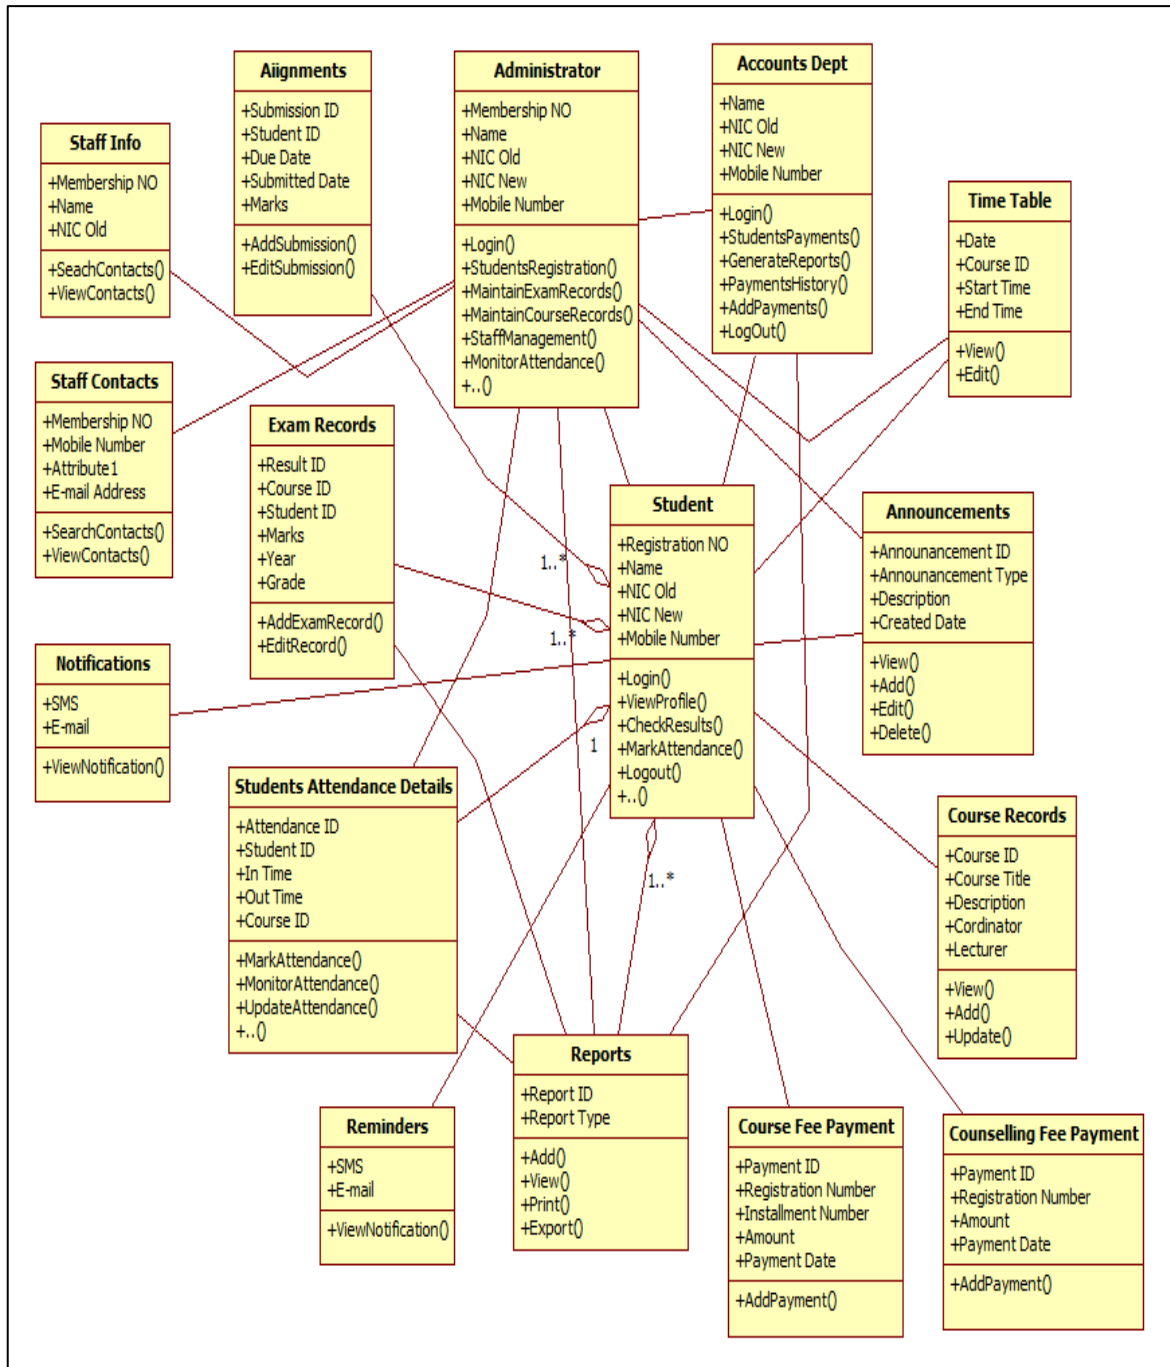 Aiignments
+Submission ID
+Student ID
+Due Date
+Submitted Date
+Marks
+AddSubmission()
+EditSubmission()
Administrator
+Membership NO
+Name
+NIC Old
+NIC New
+Mobile Number
+Login()
+StudentsRegistration()
+MaintainExamRecords()
+MaintainCourseRecords()
+StaffManagement()
+MonitorAttendance()
+..()
Accounts Dept
+Name
+NIC Old
+NIC New
+Mobile Number
+Login()
+StudentsPayments()
+GenerateReports()
+PaymentsHistory()
+AddPayments()
+LogOut()
Staff Info
+Membership NO
+Name
+NIC Old
+SeachContacts()
+ViewContacts()
Time Table
+Date
+Course ID
+Start Time
+End Time
+View()
+Edit()
Staff Contacts
+Membership NO
+Mobile Number
+Attribute1
+E-mail Address
+SearchContacts()
+ViewContacts()
Exam Records
+Result ID
+Course ID
+Student ID
+Marks
+Year
+Grade
+AddExamRecord()
+EditRecord()
Student
+Registration NO
+Name
+NIC Old
+NIC New
+Mobile Number
+Login()
+ViewProfile()
+CheckResults()
+MarkAttendance()
+Logout()
+..()
1..*
1..*
1
1..*
Announcements
+Announancement ID
+Announancement Type
+Description
+Created Date
+View()
+Add()
+Edit()
+Delete()
Notifications
+SMS
+E-mail
+ViewNotification()
Students Attendance Details
+Attendance ID
+Student ID
+In Time
+Out Time
+Course ID
+MarkAttendance()
+MonitorAttendance()
+UpdateAttendance()
+..()
Course Records
+Course ID
+Course Title
+Description
+Cordinator
+Lecturer
+View()
+Add()
+Update()
Reminders
+SMS
+E-mail
+ViewNotification()
Reports
+Report ID
+Report Type
+Add()
+View()
+Print()
+Export()
Course Fee Payment
+Payment ID
+Registration Number
+Installment Number
+Amount
+Payment Date
+AddPayment()
Counselling Fee Payment
+Payment ID
+Registration Number
+Amount
+Payment Date
+AddPayment()